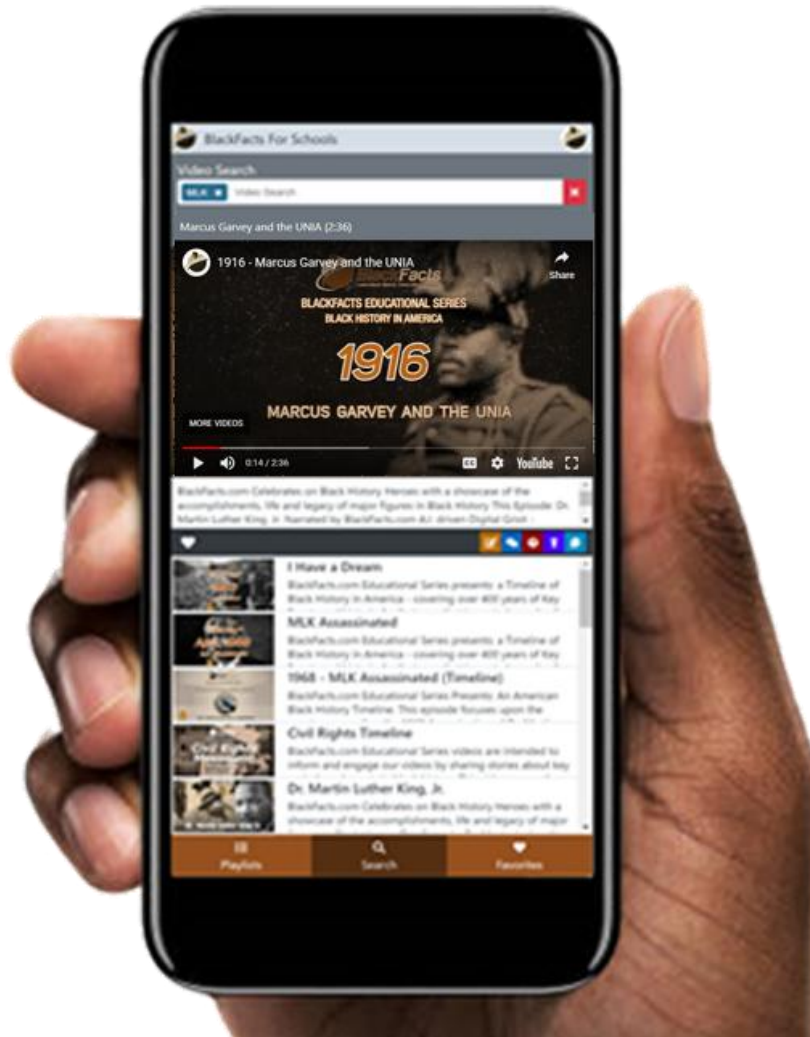 BlackFacts For Schools
Video Search
MLK × Video Search
Marcus Garvey and the UNIA (2:36)
1916 - Marcus Garvey and the UNIA
Share
BlackFacts
BLACKFACTS EDUCATIONAL SERIES
BLACK HISTORY IN AMERICA
1916
MARCUS GARVEY AND THE UNIA
MORE VIDEOS
0:14 / 2:36
CC
YouTube
BlackFacts.com Celebrates on Black History Heroes with a showcase of the
accomplishments, life and legacy of major figures in Black History This Episode: Dr.
Martin Luther King, Jr. Narrated by BlackFacts.com A.I. driven Digital Griot -
I Have a Dream
BlackFacts.com Educational Series presents: a Timeline of
Black History in America - covering over 400 years of Key
MLK Assassinated
BlackFacts.com Educational Series presents: a Timeline of
Black History in America - covering over 400 years of Key
1968 - MLK Assassinated (Timeline)
BlackFacts.com Educational Series Presents: An American
Black History Timeline. This episode focuses upon the
Civil Rights
Civil Rights Timeline
BlackFacts.com Educational Series videos are intended to
inform and engage our videos by sharing stories about key
Dr. Martin Luther King, Jr.
BlackFacts.com Celebrates on Black History Heroes with a
showcase of the accomplishments, life and legacy of major
Playlists
Search
Favorites